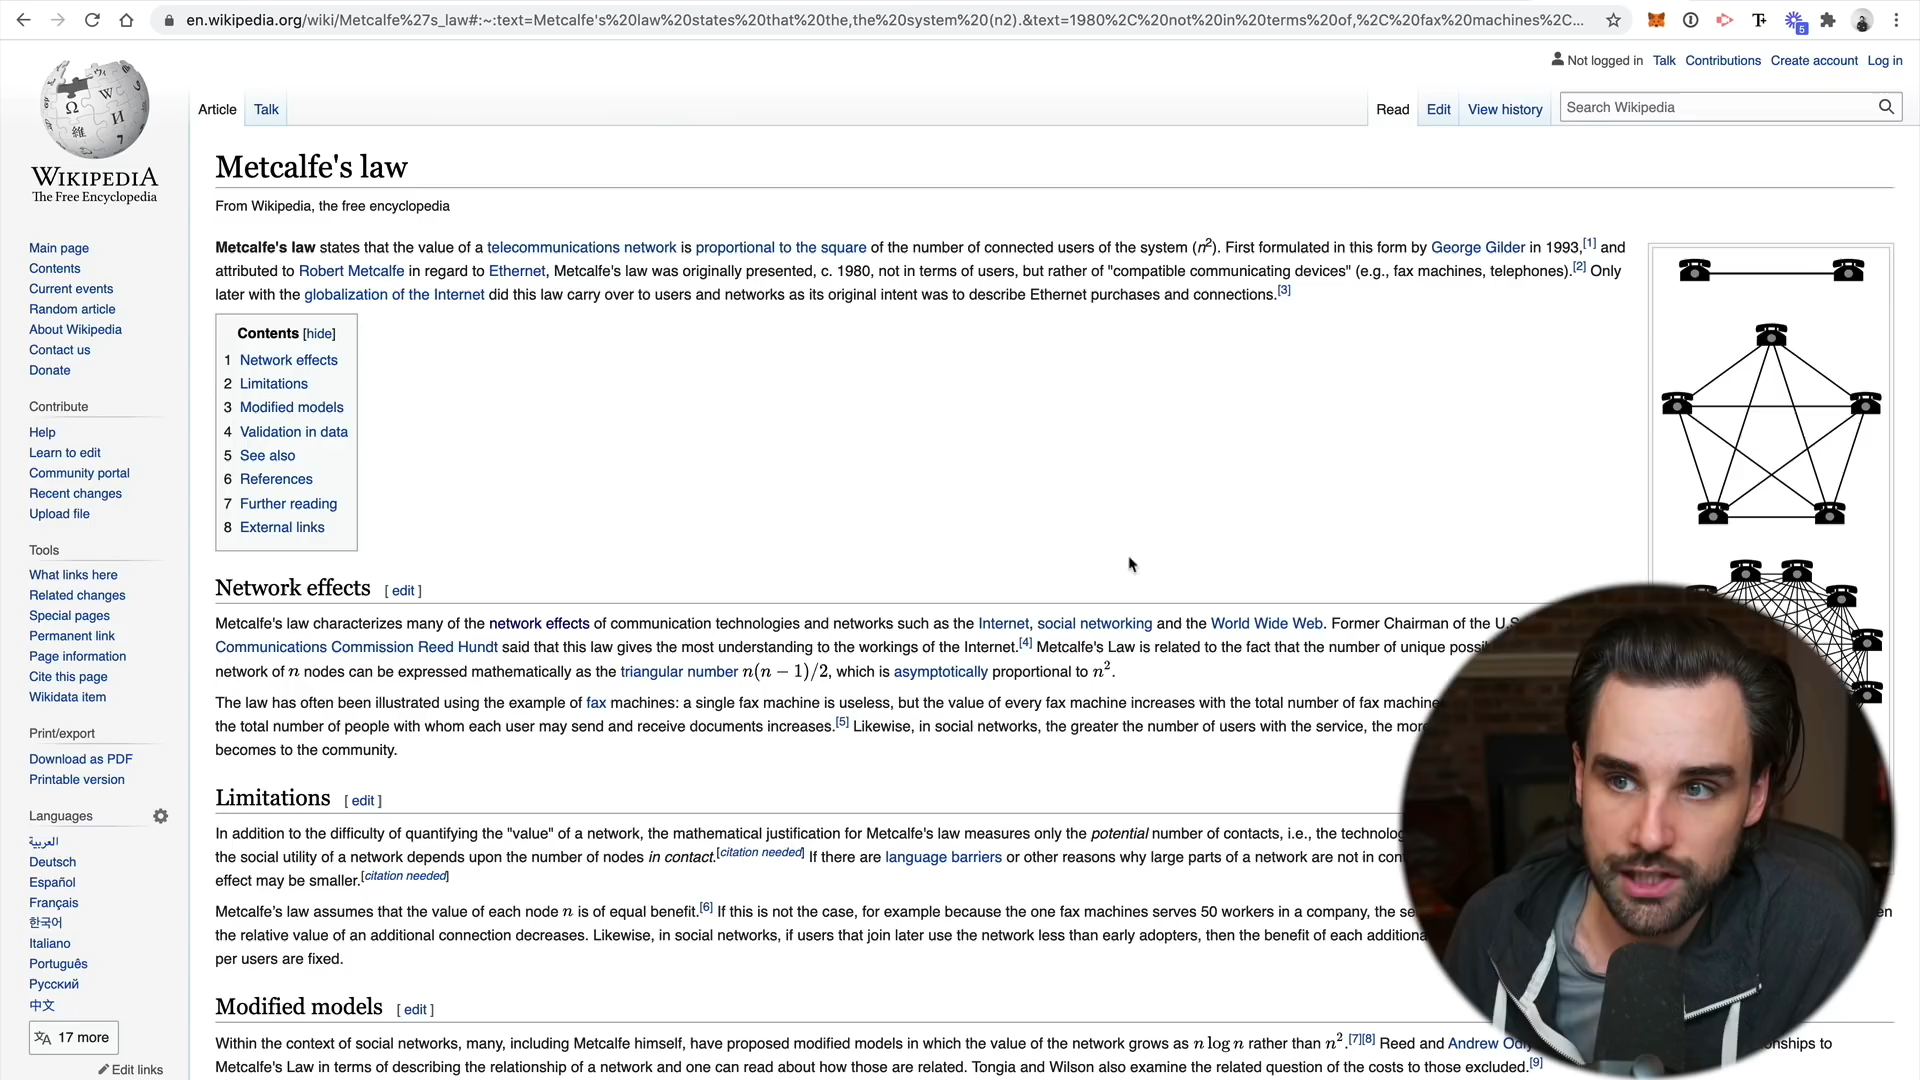 en.wikipedia.org/wiki/Metcalfe%27s_law#:~:text=Metcalfe's%20law%20states%20that%20the,the%20system%20(n2).&text=1980%2C%20not%20in%20terms%20of,%2C%20fax%20machines%2C...
5
Not logged in Talk Contributions Create account Log in
Article Talk
Read Edit View history Search Wikipedia
WIKIPEDIA
The Free Encyclopedia
Main page
Contents
Current events
Random article
About Wikipedia
Contact us
Donate
Contribute
Help
Learn to edit
Community portal
Recent changes
Upload file
Tools
What links here
Related changes
Special pages
Permanent link
Page information
Cite this page
Wikidata item
Print/export
Download as PDF
Printable version
Languages
العربية
Deutsch
Español
Français
한국어
Italiano
Português
Русский
中文
17 more
Edit links
Metcalfe's law
From Wikipedia, the free encyclopedia
Metcalfe's law states that the value of a telecommunications network is proportional to the square of the number of connected users of the system (n²). First formulated in this form by George Gilder in 1993,[1] and
attributed to Robert Metcalfe in regard to Ethernet, Metcalfe's law was originally presented, c. 1980, not in terms of users, but rather of "compatible communicating devices" (e.g., fax machines, telephones).[2] Only
later with the globalization of the Internet did this law carry over to users and networks as its original intent was to describe Ethernet purchases and connections.[3]
Contents [hide]
1 Network effects
2 Limitations
3 Modified models
4 Validation in data
5 See also
6 References
7 Further reading
8 External links
Network effects [ edit ]
Metcalfe's law characterizes many of the network effects of communication technologies and networks such as the Internet, social networking and the World Wide Web. Former Chairman of the U.S
Communications Commission Reed Hundt said that this law gives the most understanding to the workings of the Internet.[4] Metcalfe's Law is related to the fact that the number of unique
network of n nodes can be expressed mathematically as the triangular number n(n − 1)/2, which is asymptotically proportional to n².
The law has often been illustrated using the example of fax machines: a single fax machine is useless, but the value of every fax machine increases with the total number of fax
the total number of people with whom each user may send and receive documents increases.[5] Likewise, in social networks, the greater the number of users with the service, the
becomes to the community.
Limitations [ edit ]
In addition to the difficulty of quantifying the "value" of a network, the mathematical justification for Metcalfe's law measures only the potential number of contacts, i.e., the
the social utility of a network depends upon the number of nodes in contact.[citation needed] If there are language barriers or other reasons why large parts of a network are not in
effect may be smaller.[citation needed]
Metcalfe's law assumes that the value of each node n is of equal benefit.[6] If this is not the case, for example because the one fax machines serves 50 workers in a company, the
the relative value of an additional connection decreases. Likewise, in social networks, if users that join later use the network less than early adopters, then the benefit of each
per users are fixed.
Modified models [ edit ]
Within the context of social networks, many, including Metcalfe himself, have proposed modified models in which the value of the network grows as n log n rather than n².[7][8] Reed and Andrew to
Metcalfe's Law in terms of describing the relationship of a network and one can read about how those are related. Tongia and Wilson also examine the related question of the costs to those excluded.[9]